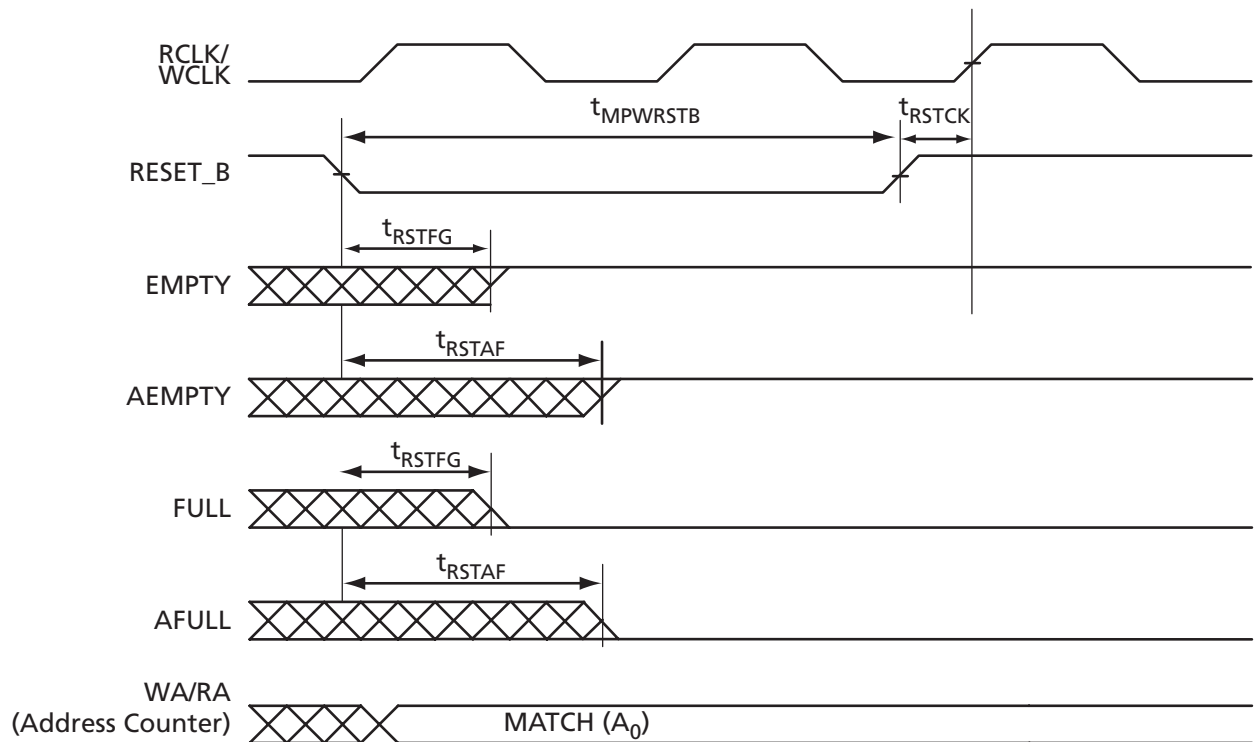 RCLK/
WCLK
tMPWRSTB
tRSTCK
RESET_B
tRSTFG
EMPTY
tRSTAF
AEMPTY
tRSTFG
FULL
tRSTAF
AFULL
WA/RA
(Address Counter)
MATCH (A0)